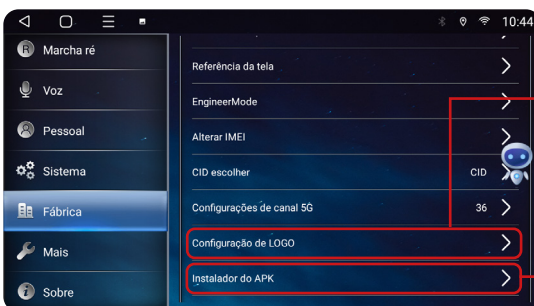 10:44
R Marcha ré
Voz
Pessoal
Sistema
Fábrica
Mais
i Sobre
Referência da tela
EngineerMode
Alterar IMEI
CID escolher CID
Configurações de canal 5G 36
Configuração de LOGO
Instalador do APK